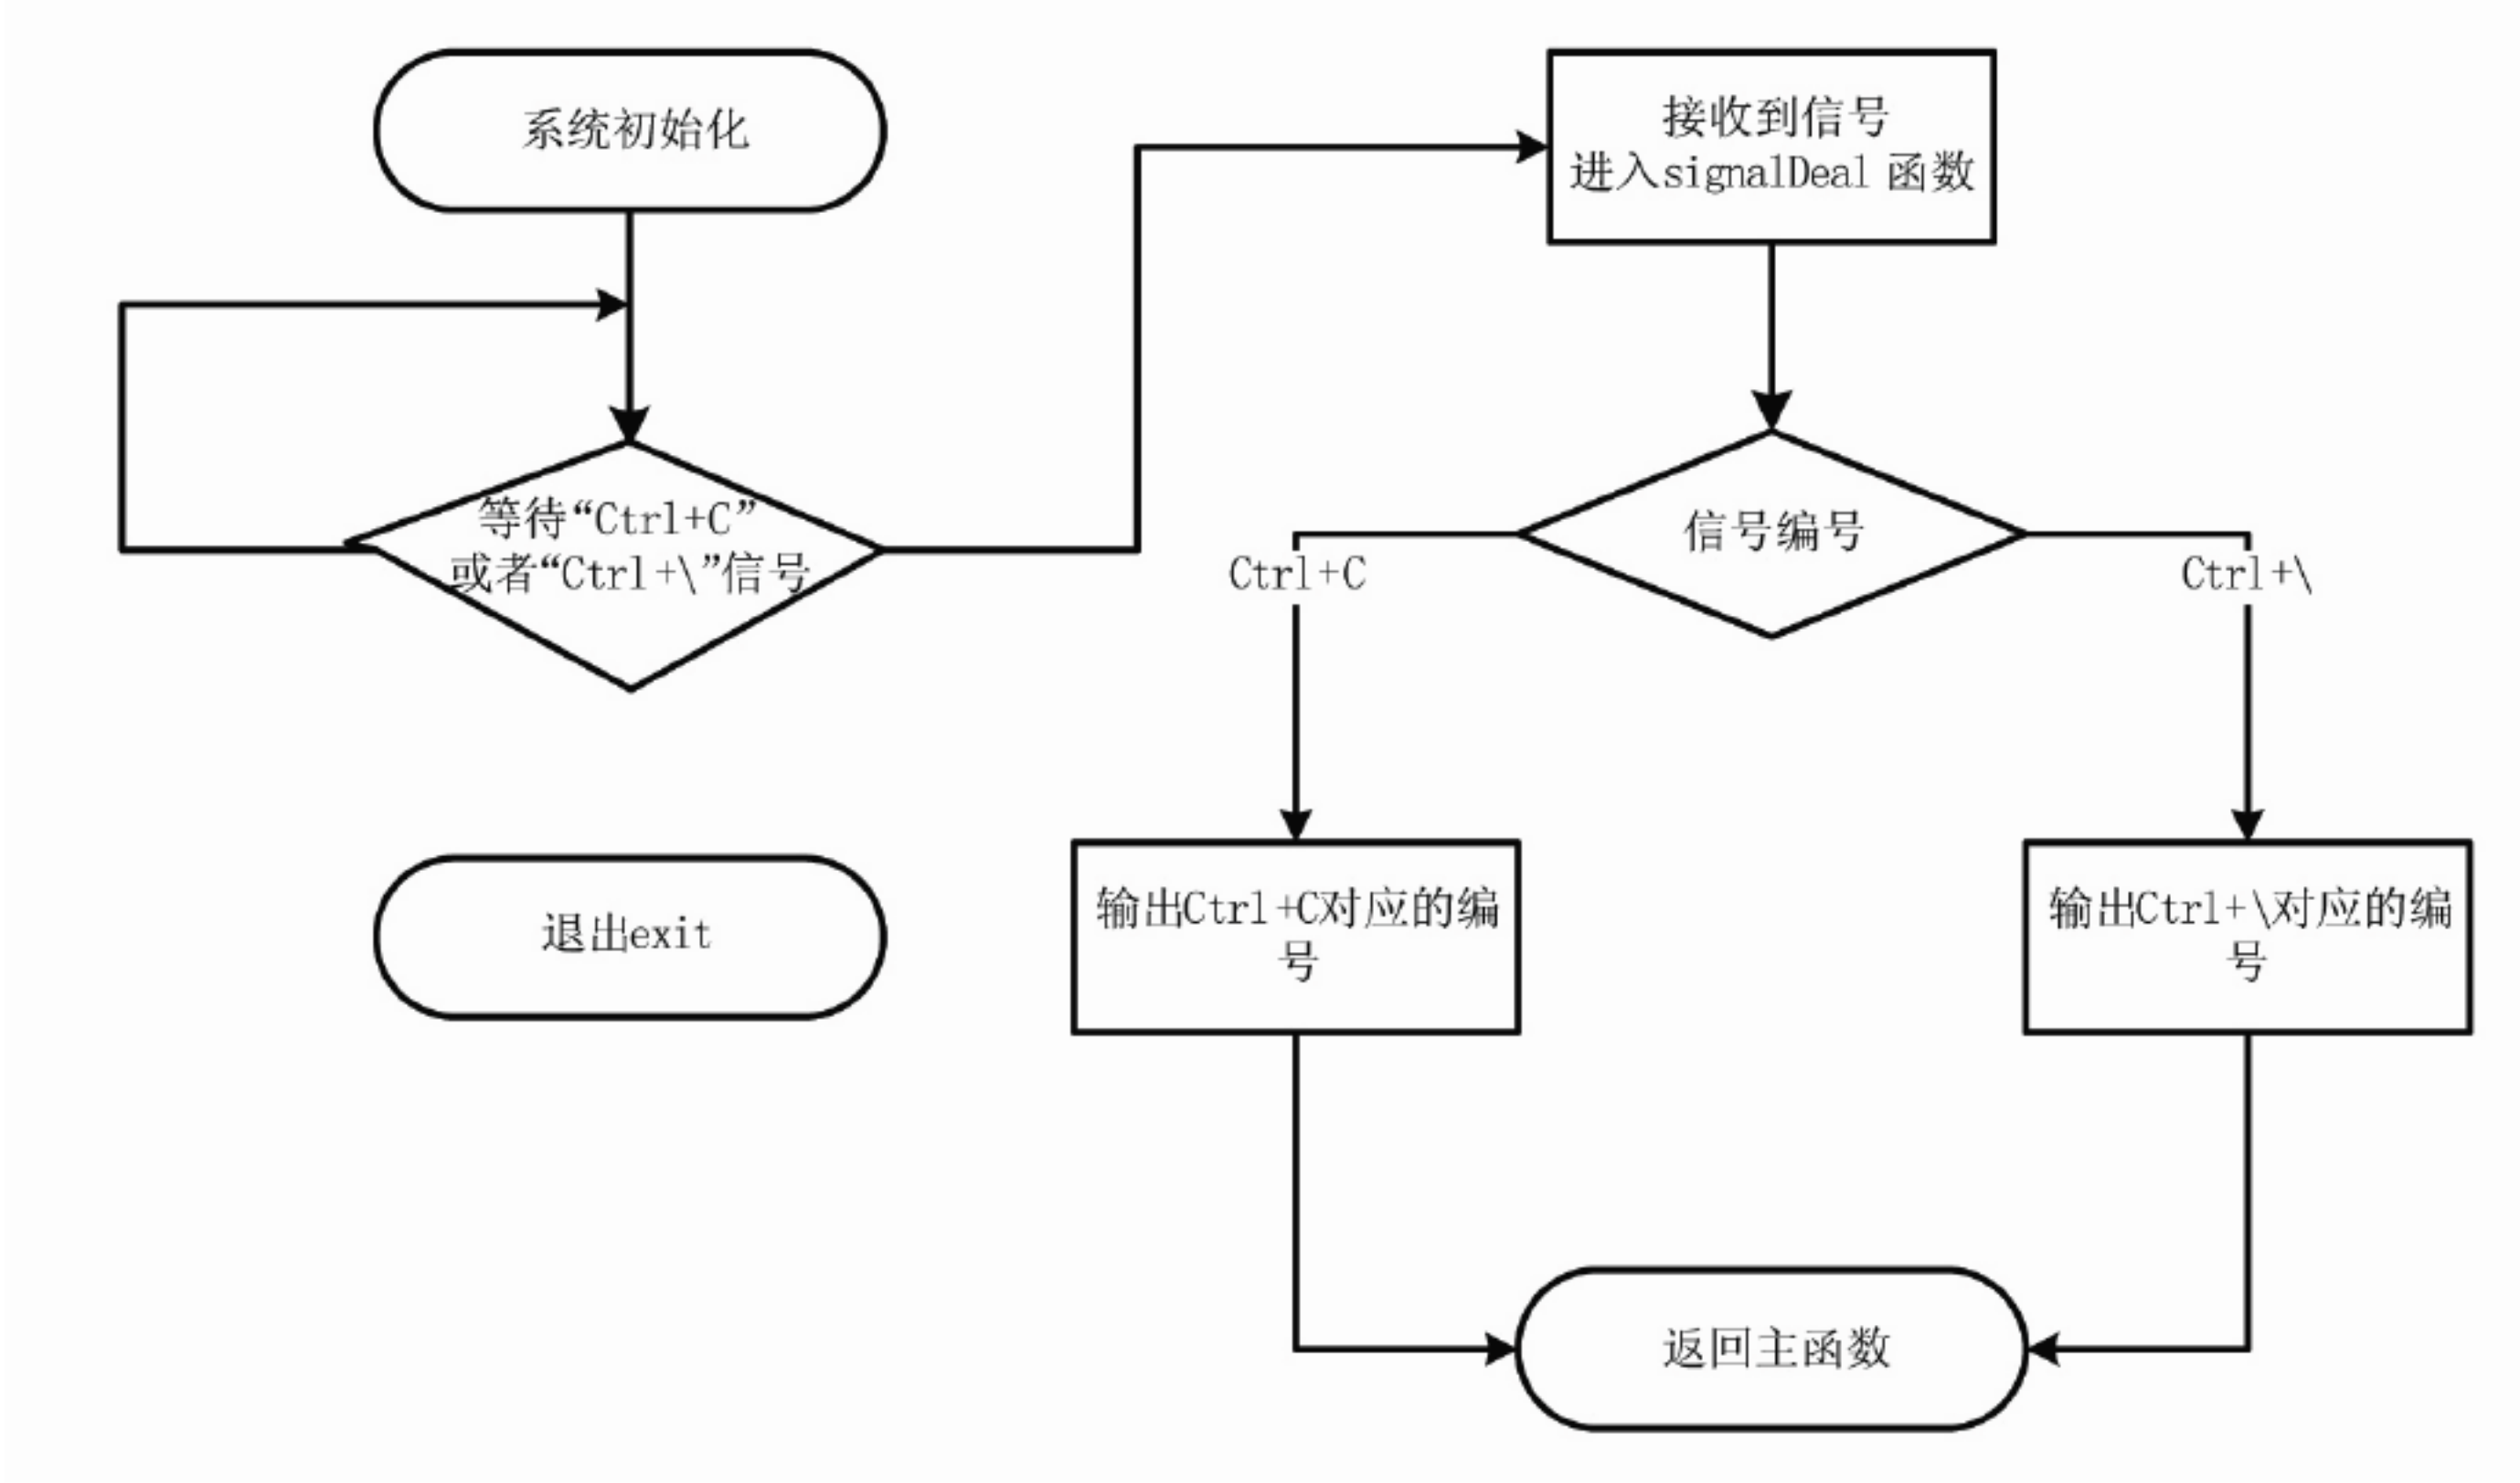 系统初始化
等待“Ctrl+C”
或者“Ctrl+\”信号
退出exit
接收到信号
进入signalDeal 函数
信号编号
Ctrl+C
Ctrl+\
输出Ctrl+C对应的编
号
输出Ctrl+\对应的编
号
返回主函数